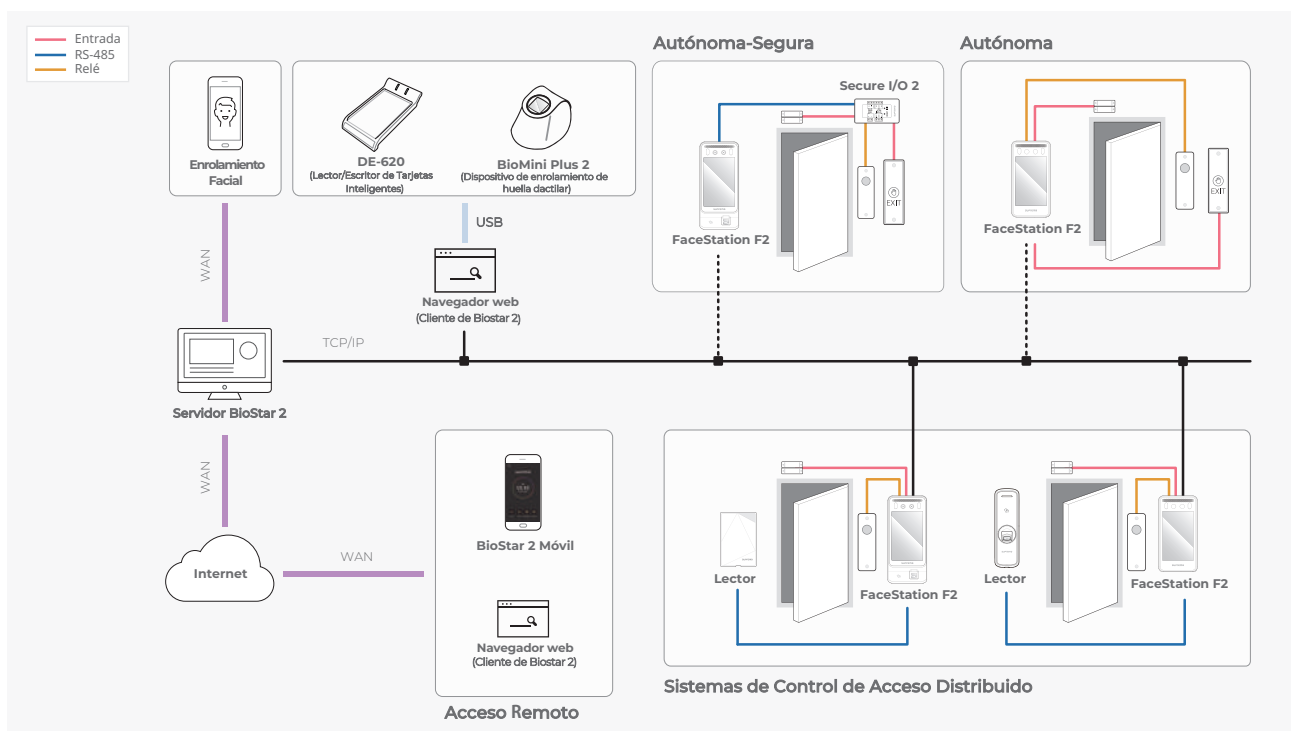 Entrada
RS-485
Relé
Enrolamiento
Facial
DE-620
(Lector/Escritor de Tarjetas
Inteligentes)
BioMini Plus 2
(Dispositivo de enrolamiento de
huella dactilar)
WAN
USB
Navegador web
(Cliente de Biostar 2)
TCP/IP
Servidor BioStar 2
Autónoma-Segura
Secure I/O 2
EXIT
FaceStation F2
Autónoma
EXIT
FaceStation F2
WAN
Internet
WAN
BioStar 2 Móvil
Navegador web
(Cliente de Biostar 2)
Acceso Remoto
Lector
FaceStation F2
Lector
FaceStation F2
Sistemas de Control de Acceso Distribuido